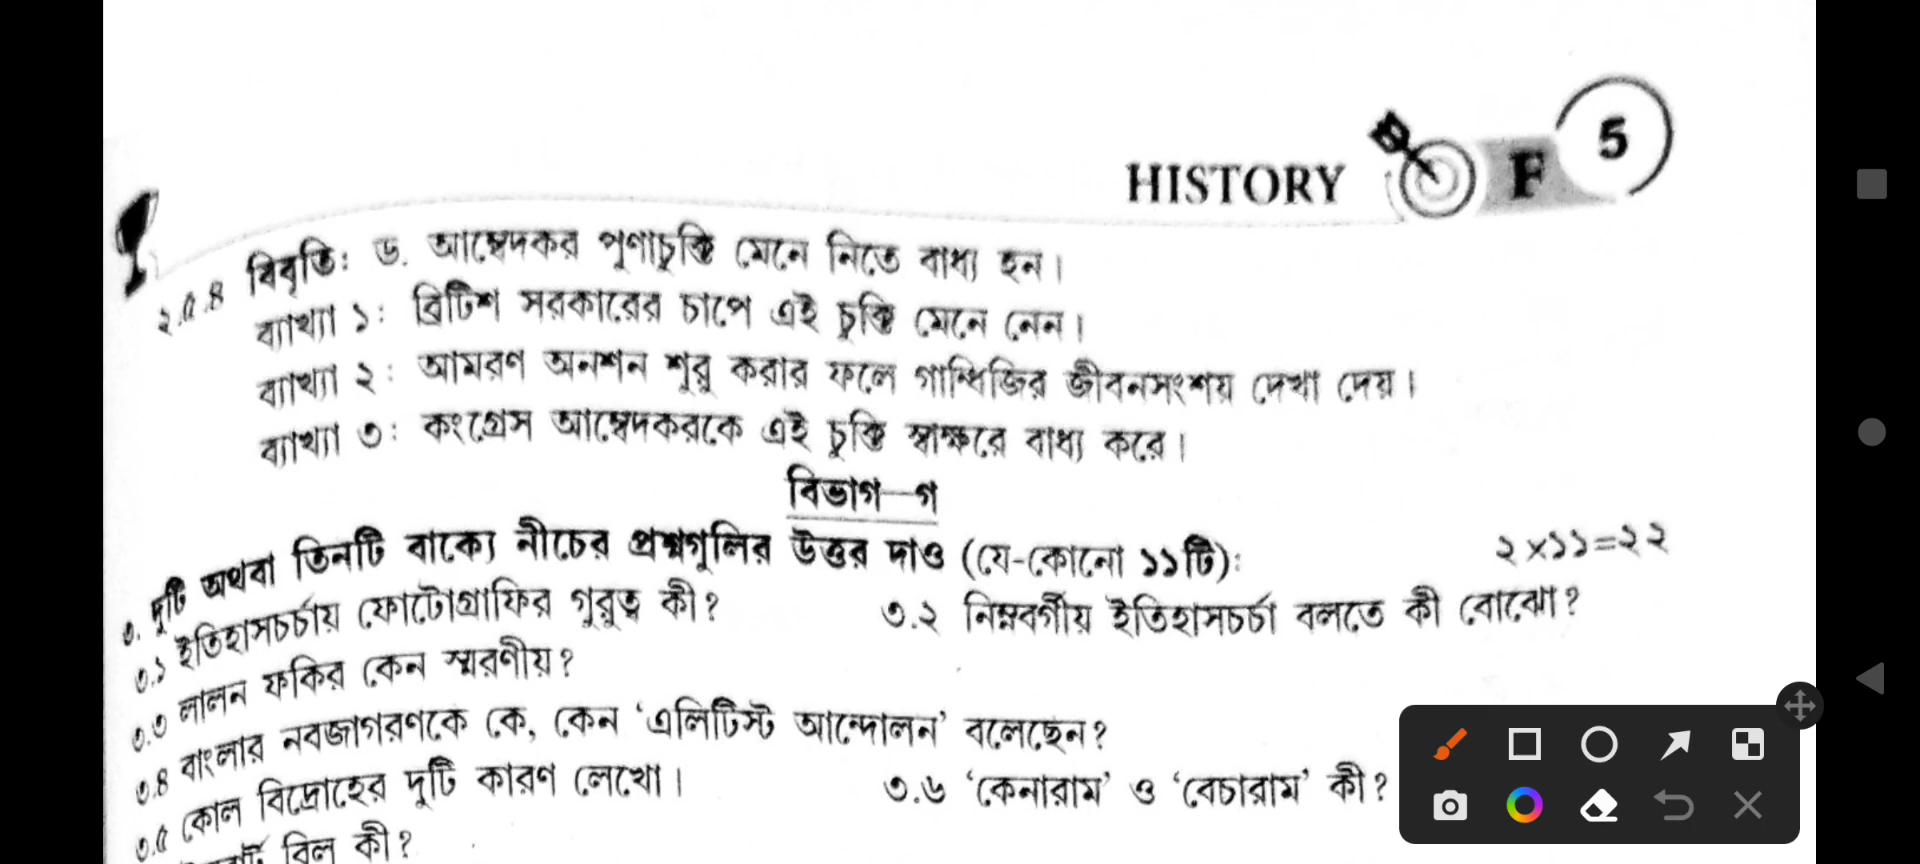 HISTORY F 5
২.৫.৪ বিবৃতি: ড. আম্বেদকর পুণাচুক্তি মেনে নিতে বাধ্য হন।
ব্যাখ্যা ১: ব্রিটিশ সরকারের চাপে এই চুক্তি মেনে নেন।
ব্যাখ্যা ২: আমরণ অনশন শুরু করার ফলে গান্ধিজির জীবনসংশয় দেখা দেয়।
ব্যাখ্যা ৩: কংগ্রেস আম্বেদকরকে এই চুক্তি স্বাক্ষরে বাধ্য করে।
বিভাগ—গ
৩. দুটি অথবা তিনটি বাক্যে নীচের প্রশ্নগুলির উত্তর দাও (যে-কোনো ১১টি): ২×১১=২২
৩.১ ইতিহাসচর্চায় ফোটোগ্রাফির গুরুত্ব কী? ৩.২ নিম্নবর্গীয় ইতিহাসচর্চা বলতে কী বোঝো?
৩.৩ লালন ফকির কেন স্মরণীয়?
৩.৪ বাংলার নবজাগরণকে কে, কেন ‘এলিটিস্ট আন্দোলন’ বলেছেন?
৩.৫ কোল বিদ্রোহের দুটি কারণ লেখো। ৩.৬ ‘কেনারাম’ ও ‘বেচারাম’ কী?
বিল কী?